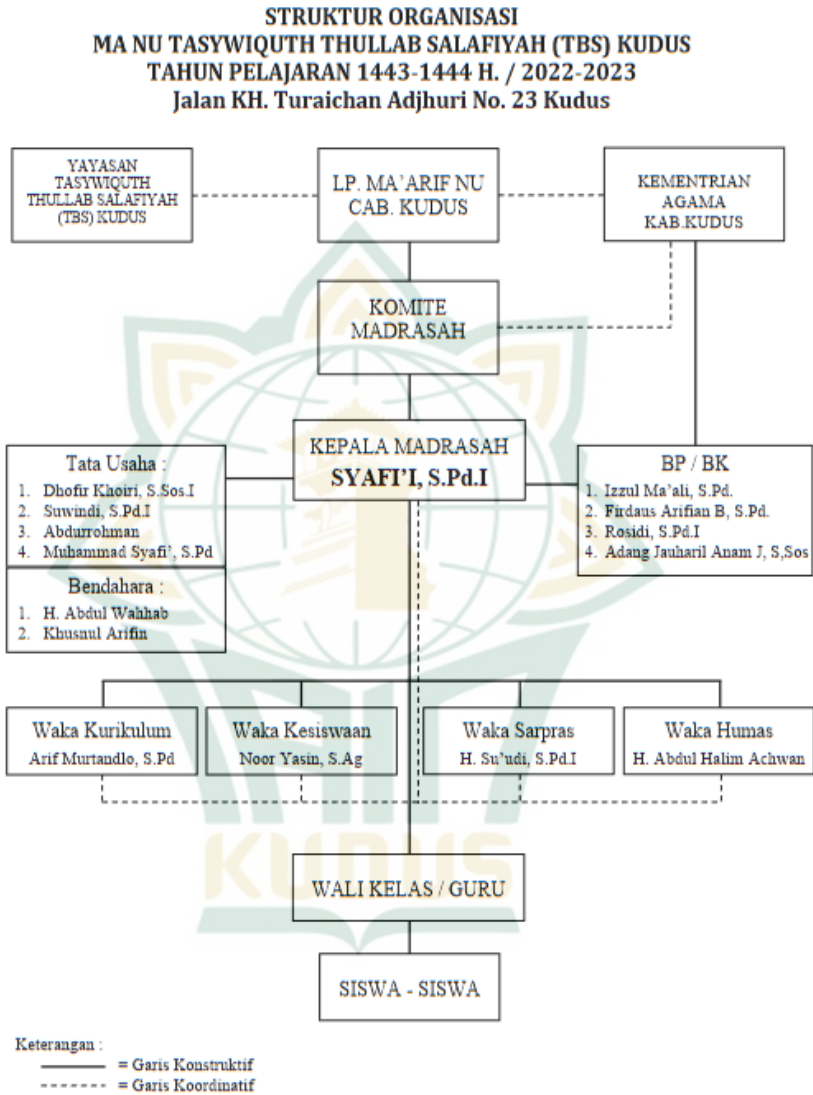 STRUKTUR ORGANISASI
MA NU TASYWIQUTH THULLAB SALAFIYAH (TBS) KUDUS
TAHUN PELAJARAN 1443-1444 H. / 2022-2023
Jalan KH. Turaichan Adjhuri No. 23 Kudus
YAYASAN
TASYWIQUTH
THULLAB SALAFIYAH
(TBS) KUDUS
LP. MA'ARIF NU
CAB. KUDUS
KEMENTRIAN
AGAMA
KAB.KUDUS
KOMITE
MADRASAH
KEPALA MADRASAH
SYAFI'I, S.Pd.I
Tata Usaha :
1. Dhofir Khoiri, S.Sos.I
2. Suwindi, S.Pd.I
3. Abdurrohman
4. Muhammad Syafi', S.Pd
Bendahara :
1. H. Abdul Wahhab
2. Khusnul Arifin
BP / BK
1. Izzul Ma'ali, S.Pd.
2. Firdaus Arifian B, S.Pd.
3. Rosidi, S.Pd.I
4. Adang Jauharil Anam J, S,Sos
Waka Kurikulum
Arif Murtandlo, S.Pd
Waka Kesiswaan
Noor Yasin, S.Ag
Waka Sarpras
H. Su'udi, S.Pd.I
Waka Humas
H. Abdul Halim Achwan
KUDUS
WALI KELAS / GURU
SISWA - SISWA
Keterangan :
= Garis Konstruktif
= Garis Koordinatif